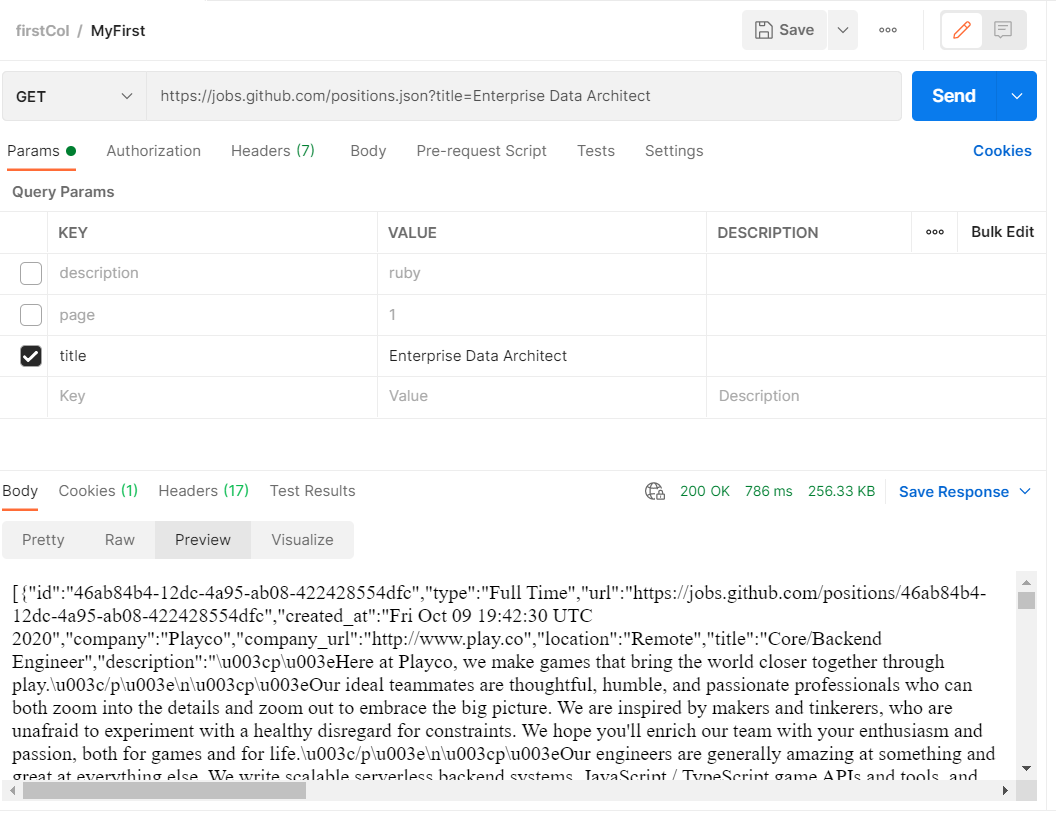 firstCol / MyFirst Save
GET https://jobs.github.com/positions.json?title=Enterprise Data Architect Send
Params Authorization Headers (7) Body Pre-request Script Tests Settings Cookies
Query Params
KEY VALUE DESCRIPTION Bulk Edit
description ruby
page 1
title Enterprise Data Architect
Key Value Description
Body Cookies (1) Headers (17) Test Results 200 OK 786 ms 256.33 KB Save Response
Pretty Raw Preview Visualize
[{"id":"46ab84b4-12dc-4a95-ab08-422428554dfc","type":"Full Time","url":"https://jobs.github.com/positions/46ab84b4-
12dc-4a95-ab08-422428554dfc","created_at":"Fri Oct 09 19:42:30 UTC
2020","company":"Playco","company_url":"http://www.play.co","location":"Remote","title":"Core/Backend
Engineer","description":"\u003cp\u003eHere at Playco, we make games that bring the world closer together through
play.\u003c/p\u003e\n\u003cp\u003eOur ideal teammates are thoughtful, humble, and passionate professionals who can
both zoom into the details and zoom out to embrace the big picture. We are inspired by makers and tinkerers, who are
unafraid to experiment with a healthy disregard for constraints. We hope you'll enrich our team with your enthusiasm and
passion, both for games and for life.\u003c/p\u003e\n\u003cp\u003eOur engineers are generally amazing at something and
great at everything else. We write scalable serverless backend systems, JavaScript / TypeScript game APIs and tools, and